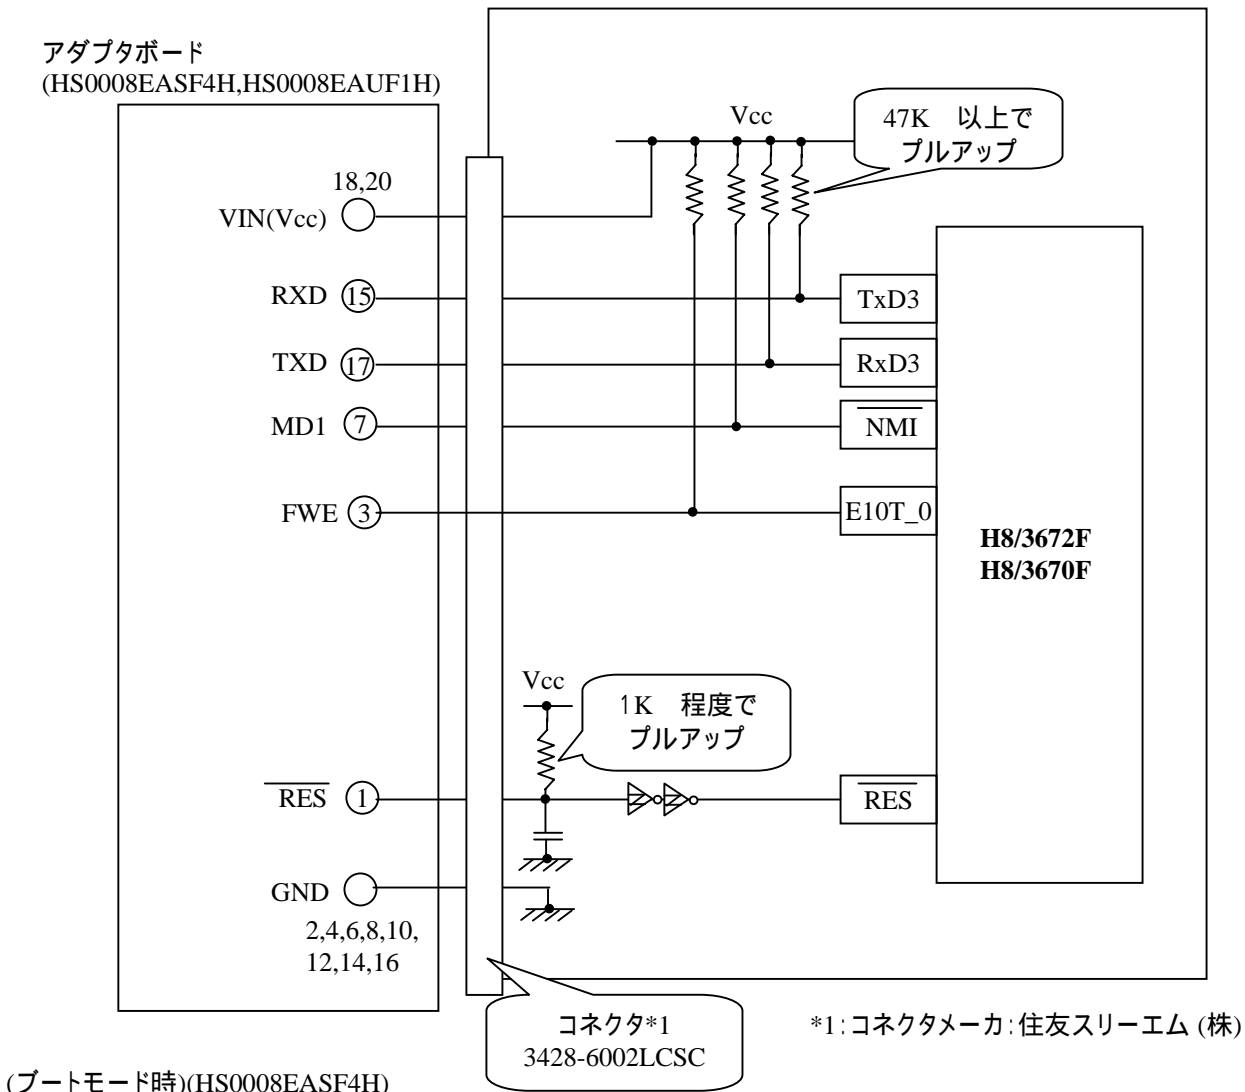 アダプタボード
(HS0008EASF4H,HS0008EAUF1H)
Vcc
47K 以上で
プルアップ
18,20
VIN(Vcc)
RXD 15
TxD3
TXD 17
RxD3
MD1 7
NMI
FWE 3
E10T_0
H8/3672F
H8/3670F
Vcc
1K 程度で
プルアップ
RES 1
RES
GND
2,4,6,8,10,
12,14,16
コネクタ*1
3428-6002LCSC
*1:コネクタメーカ:住友スリーエム (株)
(ブートモード時)(HS0008EASF4H)